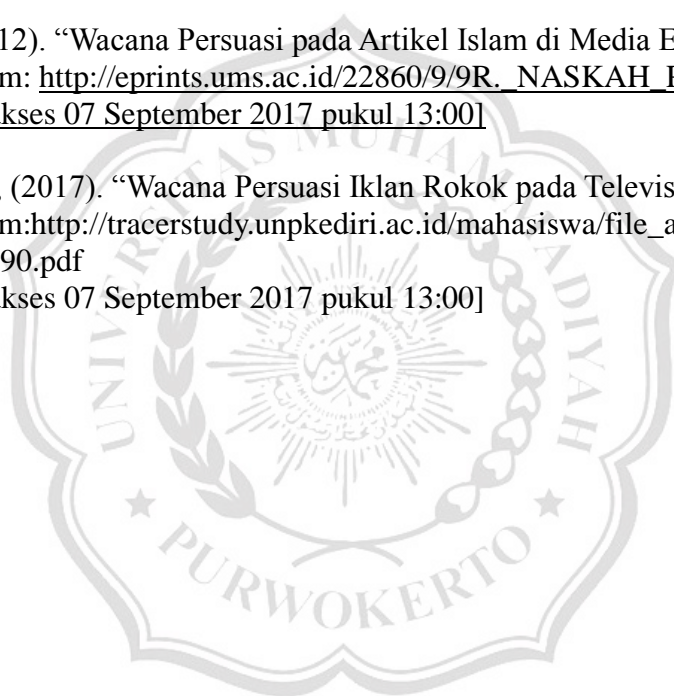 12). “Wacana Persuasi pada Artikel Islam di Media E
m: http://eprints.ums.ac.id/22860/9/9R._NASKAH_
kses 07 September 2017 pukul 13:00]
, (2017). “Wacana Persuasi Iklan Rokok pada Televis
m:http://tracerstudy.unpkediri.ac.id/mahasiswa/file_a
90.pdf
kses 07 September 2017 pukul 13:00]
UNIVERSITAS MUHAMMADIYAH
PURWOKERTO